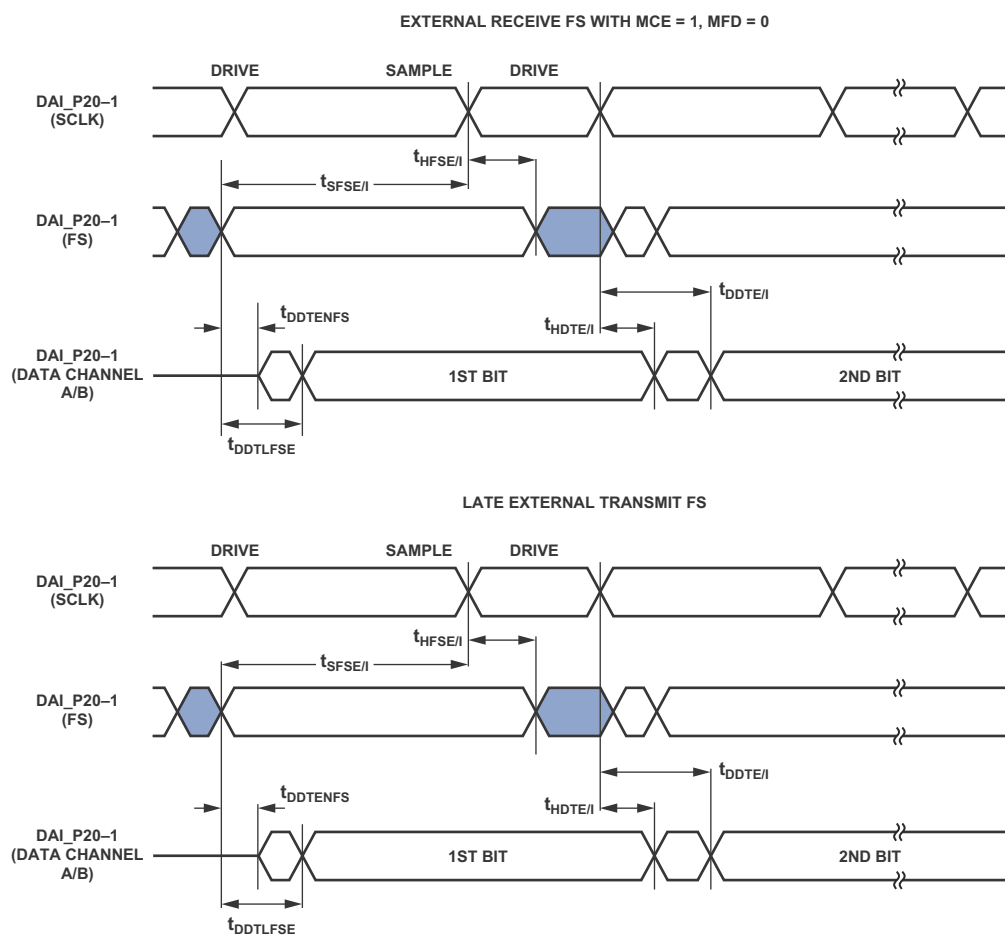 EXTERNAL RECEIVE FS WITH MCE = 1, MFD = 0
DRIVE SAMPLE DRIVE
DAI_P20–1
(SCLK)
tHFSE/I
tSFSE/I
DAI_P20–1
(FS)
tDDTE/I
tDDTENFS
tHDTE/I
DAI_P20–1
(DATA CHANNEL
A/B)
1ST BIT 2ND BIT
tDDTLFSE
LATE EXTERNAL TRANSMIT FS
DRIVE SAMPLE DRIVE
DAI_P20–1
(SCLK)
tHFSE/I
tSFSE/I
DAI_P20–1
(FS)
tDDTE/I
tDDTENFS
tHDTE/I
DAI_P20–1
(DATA CHANNEL
A/B)
1ST BIT 2ND BIT
tDDTLFSE